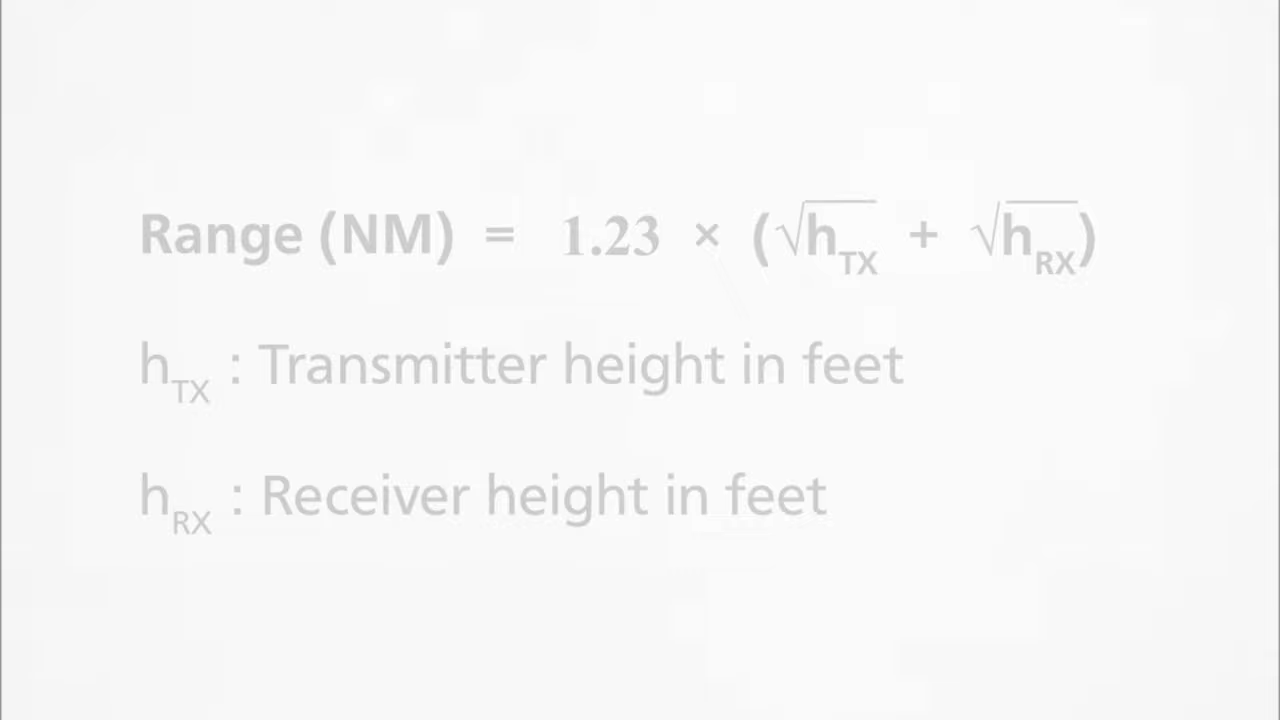 Range (NM) = 1.23 × (√h_TX + √h_RX)
h_TX : Transmitter height in feet
h_RX : Receiver height in feet